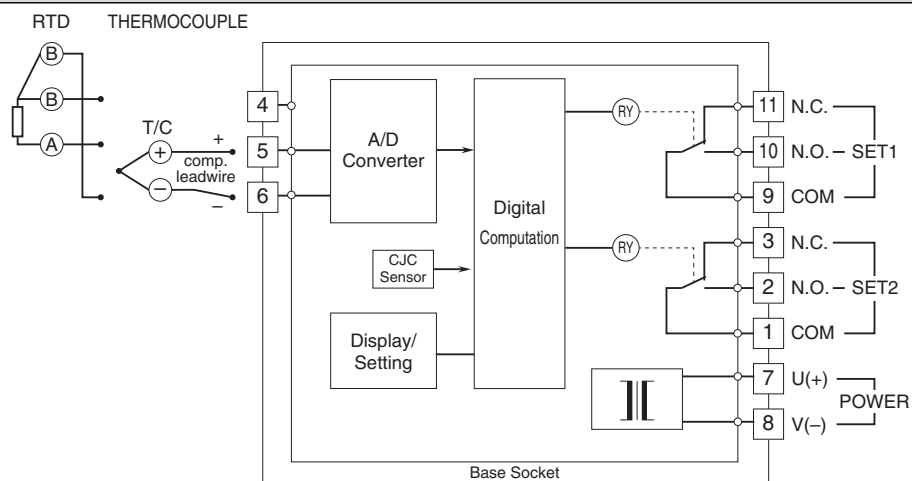 RTD THERMOCOUPLE
B
B
A
T/C
+
−
+
comp.
leadwire
–
4
5
6
A/D
Converter
CJC
Sensor
Display/
Setting
Digital
Computation
RY
RY
11 N.C.
10 N.O. SET1
9 COM
3 N.C.
2 N.O. SET2
1 COM
7 U(+)
POWER
8 V(–)
Base Socket